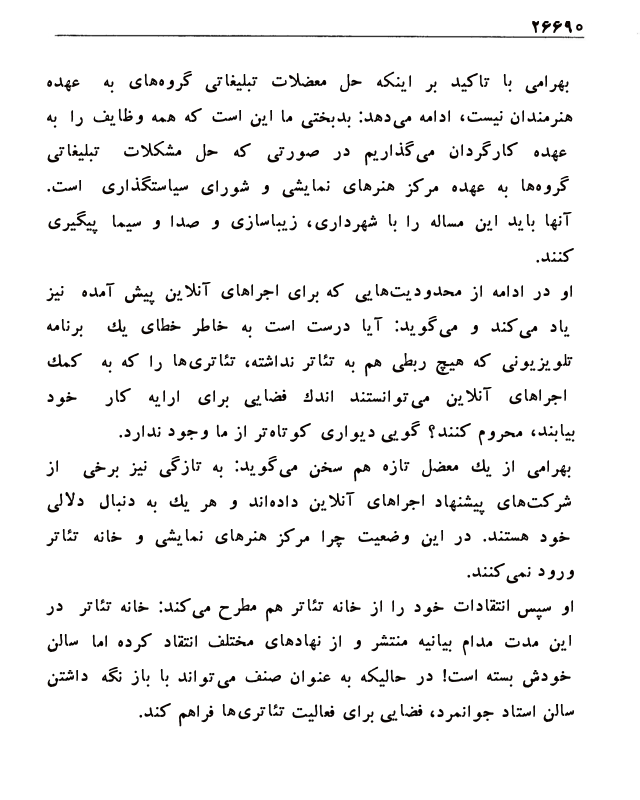 ۲۶۶۹۰
بهرامی با تاکید بر اینکه حل معضلات تبلیغاتی گروه‌های به عهده
هنرمندان نیست، ادامه می‌دهد: بدبختی ما این است که همه وظایف را به
عهده کارگردان می‌گذاریم در صورتی که حل مشکلات تبلیغاتی
گروه‌ها به عهده مرکز هنرهای نمایشی و شورای سیاستگذاری است.
آنها باید این مساله را با شهرداری، زیباسازی و صدا و سیما پیگیری
کنند.
او در ادامه از محدودیت‌هایی که برای اجراهای آنلاین پیش آمده نیز
یاد می‌کند و می‌گوید: آیا درست است به خاطر خطای یك برنامه
تلویزیونی که هیچ ربطی هم به تئاتر نداشته، تئاتری‌ها را که به کمك
اجراهای آنلاین می‌توانستند اندك فضایی برای ارایه کار خود
بیابند، محروم کنند؟ گویی دیواری کوتاه‌تر از ما وجود ندارد.
بهرامی از یك معضل تازه هم سخن می‌گوید: به تازگی نیز برخی از
شرکت‌های پیشنهاد اجراهای آنلاین داده‌اند و هر یك به دنبال دلالی
خود هستند. در این وضعیت چرا مرکز هنرهای نمایشی و خانه تئاتر
ورود نمی‌کنند.
او سپس انتقادات خود را از خانه تئاتر هم مطرح می‌کند: خانه تئاتر در
این مدت مدام بیانیه منتشر و از نهادهای مختلف انتقاد کرده اما سالن
خودش بسته است! در حالیکه به عنوان صنف می‌تواند با باز نگه داشتن
سالن استاد جوانمرد، فضایی برای فعالیت تئاتری‌ها فراهم کند.